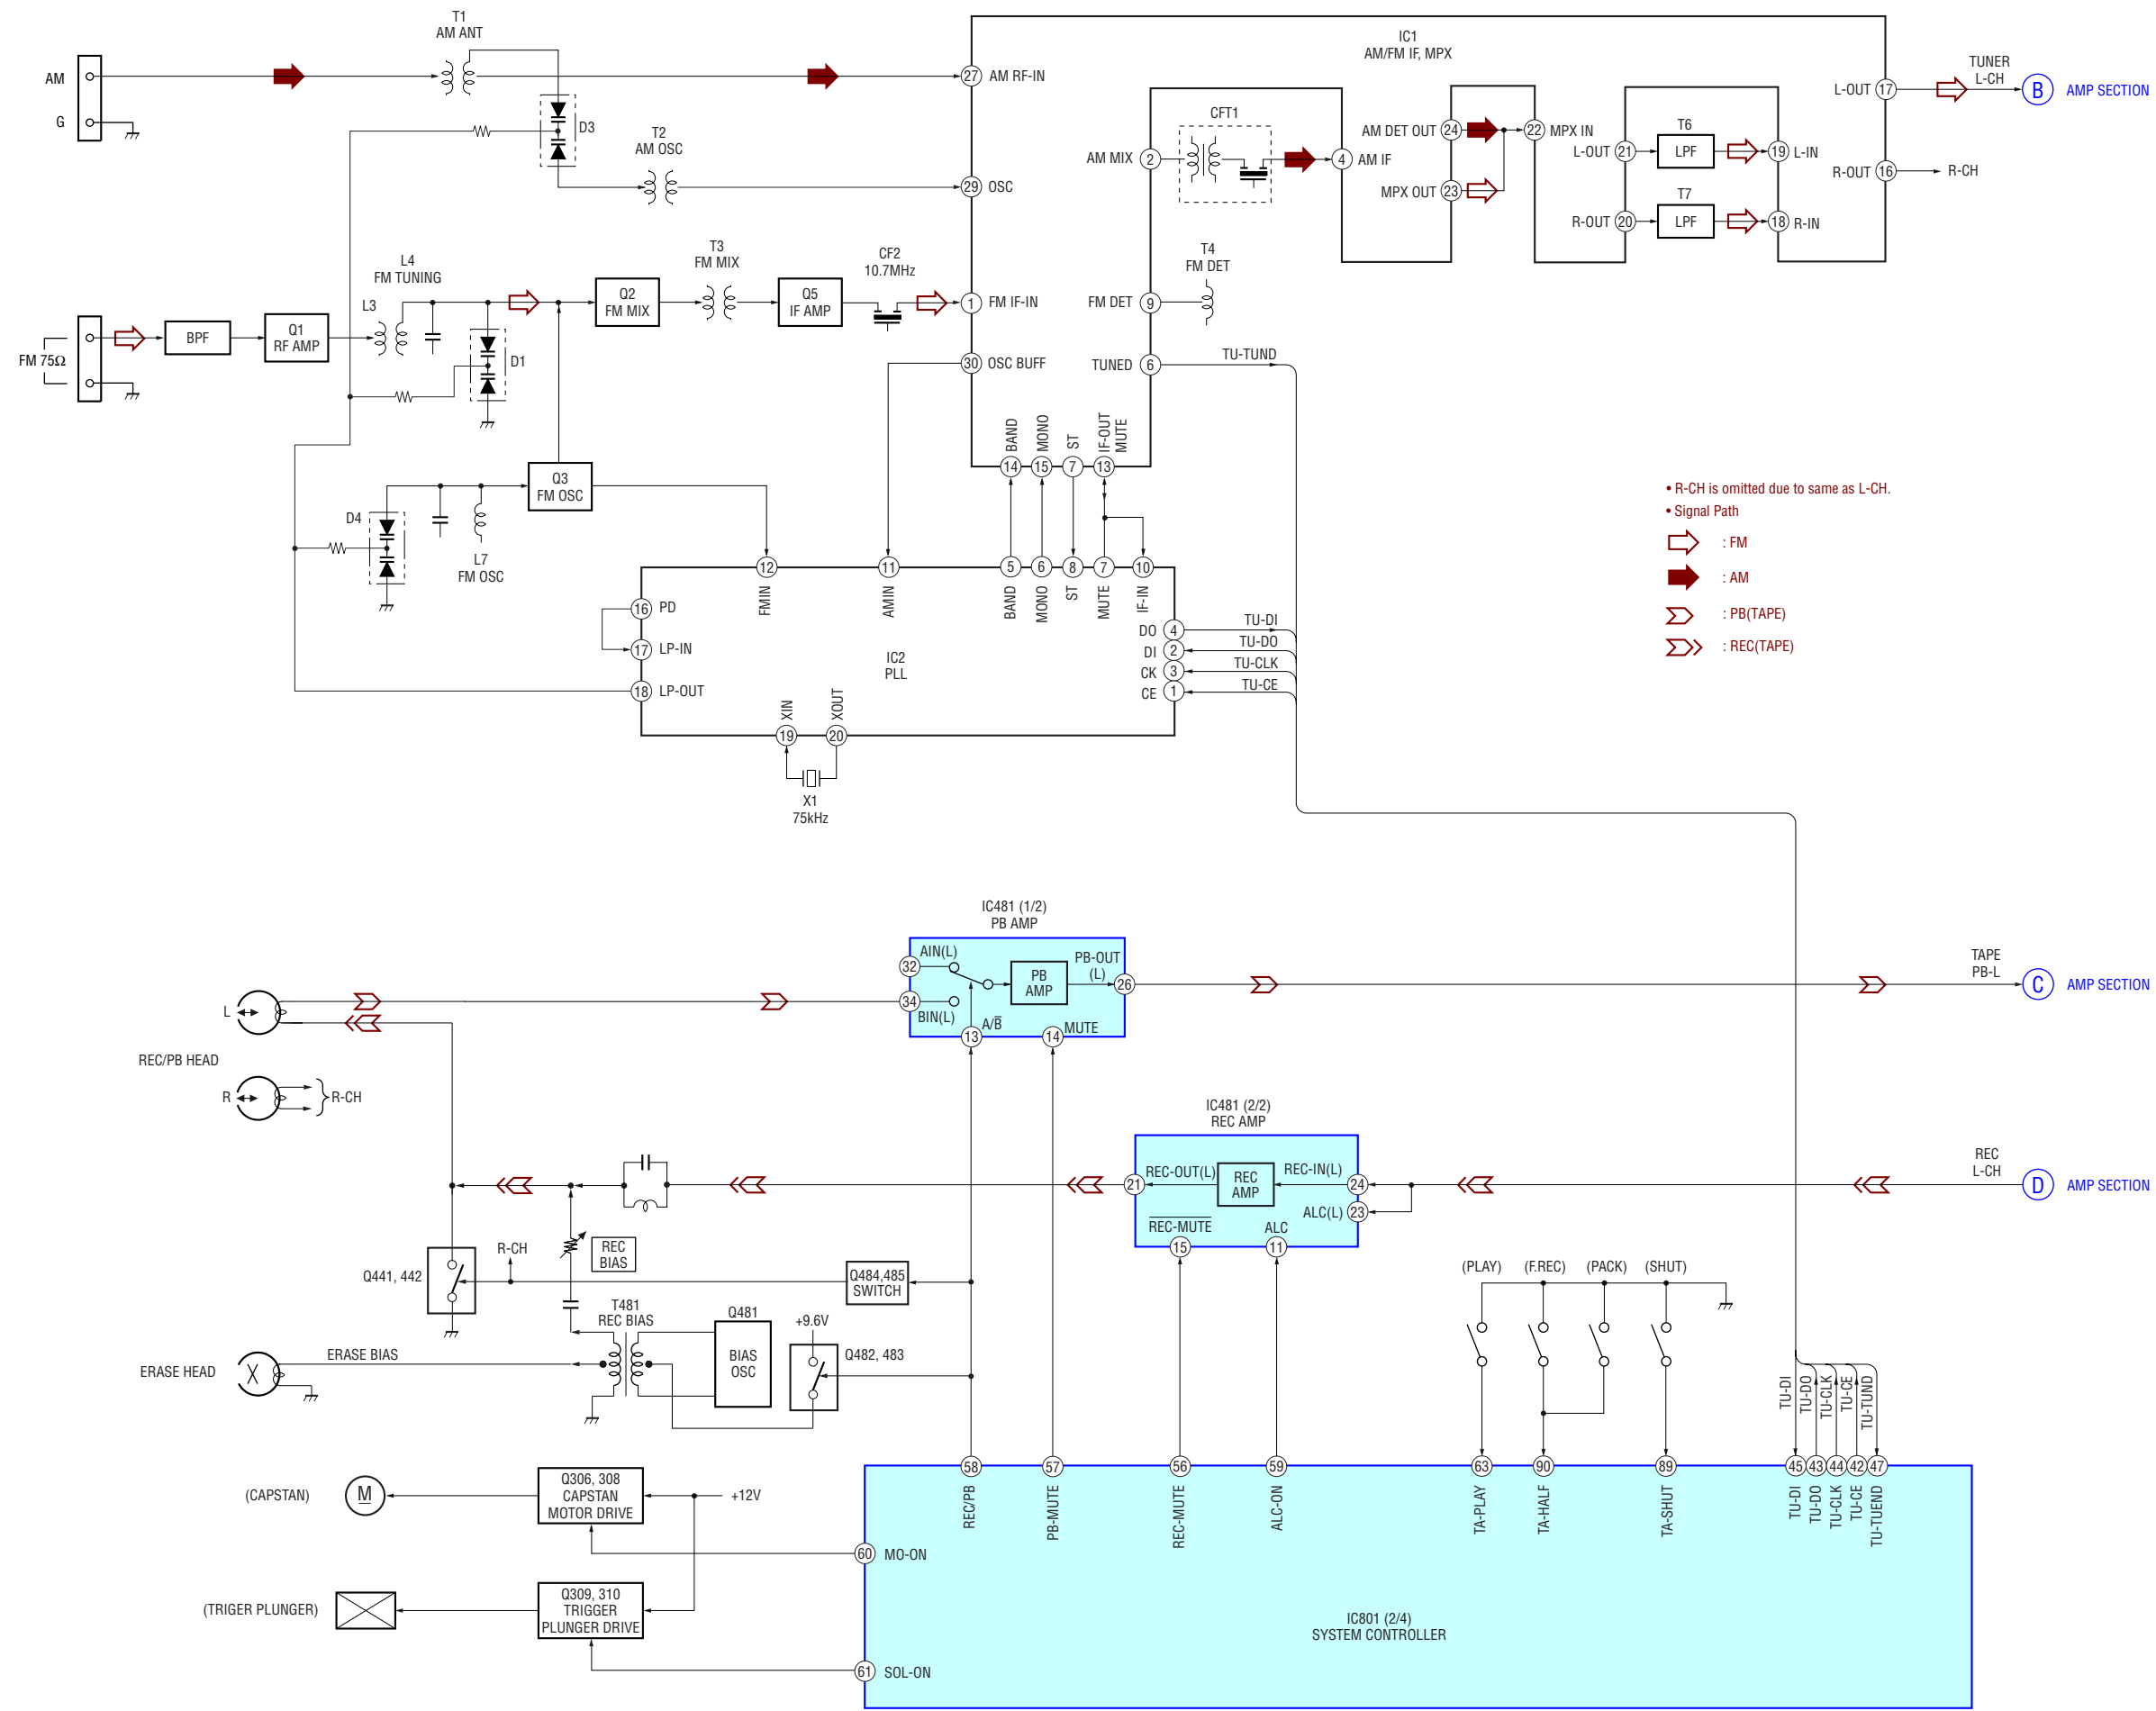 T1
AM ANT
AM
G
D3
T2
AM OSC
IC1
AM/FM IF, MPX
27 AM RF-IN
29 OSC
CFT1
AM MIX 2
4 AM IF
AM DET OUT 24
MPX OUT 23
22 MPX IN
L-OUT 21
R-OUT 20
T6
LPF
T7
LPF
19 L-IN
18 R-IN
L-OUT 17
R-OUT 16
R-CH
TUNER
L-CH
B AMP SECTION
FM 75Ω
BPF
Q1
RF AMP
L3
L4
FM TUNING
D1
Q2
FM MIX
T3
FM MIX
Q5
IF AMP
CF2
10.7MHz
1 FM IF-IN
30 OSC BUFF
FM DET 9
T4
FM DET
TUNED 6
TU-TUND
BAND
MONO
ST
IF-OUT
MUTE
14 15 7 13
Q3
FM OSC
D4
L7
FM OSC
12 11 5 6 8 7 10
FMIN
AMIN
BAND
MONO
ST
MUTE
IF-IN
16 PD
17 LP-IN
18 LP-OUT
IC2
PLL
DO 4 TU-DI
DI 2 TU-DO
CK 3 TU-CLK
CE 1 TU-CE
XIN
XOUT
19 20
X1
75kHz
• R-CH is omitted due to same as L-CH.
• Signal Path
: FM
: AM
: PB(TAPE)
: REC(TAPE)
IC481 (1/2)
PB AMP
32 AIN(L)
34 BIN(L)
PB
AMP
PB-OUT
(L)
26
A/B̅
13
14 MUTE
TAPE
PB-L
C AMP SECTION
L
REC/PB HEAD
R
R-CH
IC481 (2/2)
REC AMP
21 REC-OUT(L)
REC
AMP
REC-IN(L) 24
ALC(L) 23
REC-MUTE
ALC
15 11
REC
L-CH
D AMP SECTION
Q441, 442
R-CH
REC
BIAS
Q484,485
SWITCH
T481
REC BIAS
Q481
BIAS
OSC
+9.6V
Q482, 483
ERASE HEAD
X
ERASE BIAS
(PLAY) (F.REC) (PACK) (SHUT)
TU-DI
TU-DO
TU-CLK
TU-CE
TU-TUND
58 57 56 59 63 90 89 45 43 44 42 47
REC/PB
PB-MUTE
REC-MUTE
ALC-ON
TA-PLAY
TA-HALF
TA-SHUT
TU-DI
TU-DO
TU-CLK
TU-CE
TU-TUEND
(CAPSTAN)
M
Q306, 308
CAPSTAN
MOTOR DRIVE
+12V
60 MO-ON
(TRIGER PLUNGER)
Q309, 310
TRIGGER
PLUNGER DRIVE
61 SOL-ON
IC801 (2/4)
SYSTEM CONTROLLER